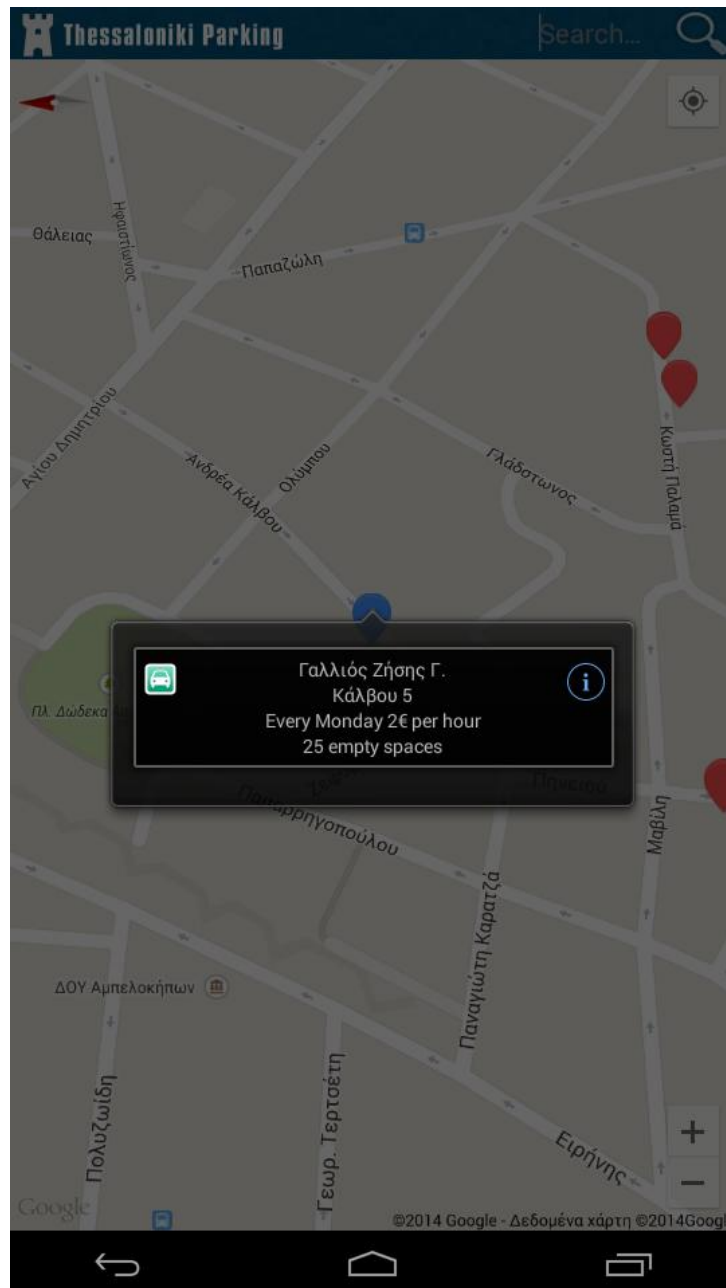 Thessaloniki Parking
Search...
Θάλειας
Ηφαιστίωνος
Παπαζώλη
Αγίου Δημητρίου
Ανδρέα Κάλβου
Ολύμπου
Γλάδστωνος
Κωστή Παλαμά
Γαλλιός Ζήσης Γ.
Κάλβου 5
Every Monday 2€ per hour
25 empty spaces
i
Πλ. Δώδεκα
Πηνειού
Παπαρρηγοπούλου
Μαβίλη
Παναγιώτη Καρατζά
ΔΟΥ Αμπελοκήπων
Πολυζωίδη
Γεωρ. Τερτσέτη
Ειρήνης
+
−
Google
©2014 Google - Δεδομένα χάρτη ©2014Googl